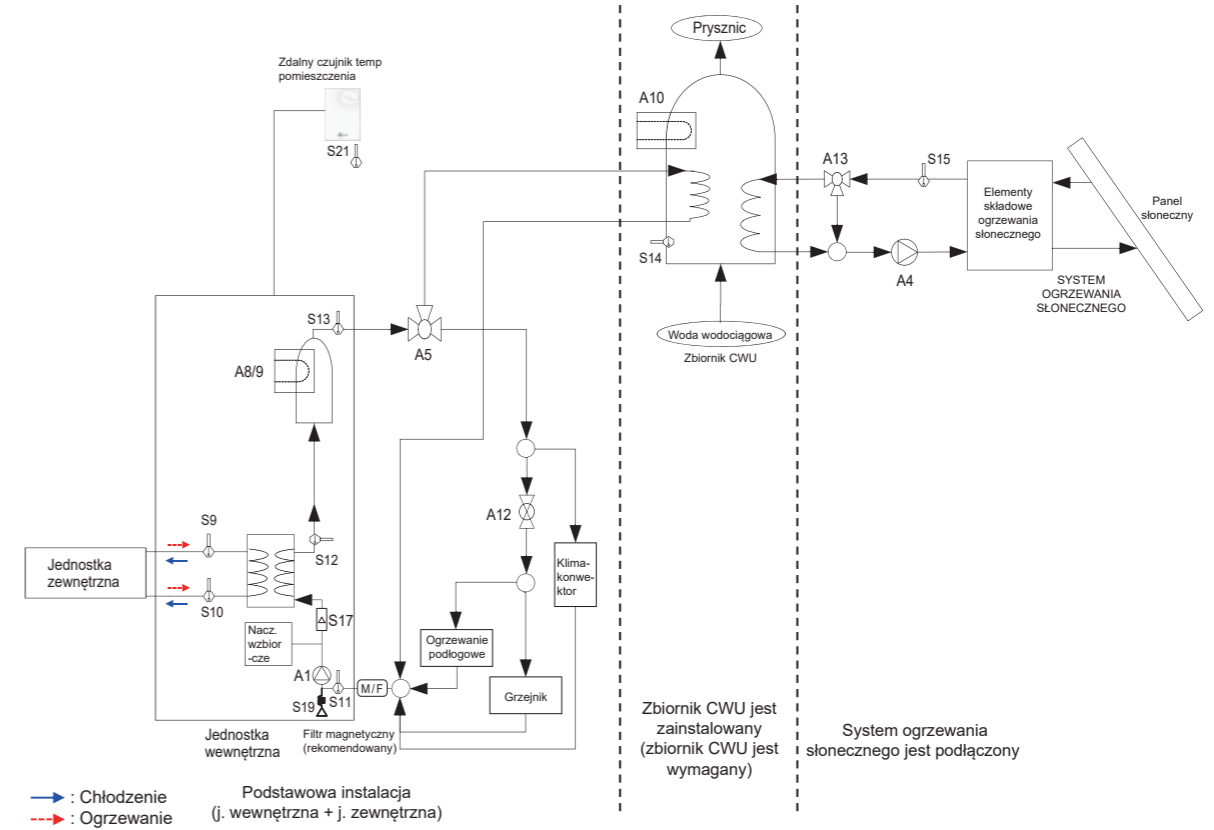 Prysznic
Zdalny czujnik temp
pomieszczenia
S21
A10
A13
S15
Elementy
składowe
ogrzewania
słonecznego
Panel
słoneczny
S14
A4
SYSTEM
OGRZEWANIA
SŁONECZNEGO
Woda wodociągowa
Zbiornik CWU
S13
A5
A8/9
A12
S9
S12
Jednostka
zewnętrzna
S10
S17
Klima-
konwe-
ktor
Nacz.
wzbior
-cze
Ogrzewanie
podłogowe
A1
S11
M/F
S19
Grzejnik
Jednostka
wewnętrzna
Filtr magnetyczny
(rekomendowany)
Zbiornik CWU jest
zainstalowany
(zbiornik CWU jest
wymagany)
System ogrzewania
słonecznego jest podłączony
: Chłodzenie
: Ogrzewanie
Podstawowa instalacja
(j. wewnętrzna + j. zewnętrzna)